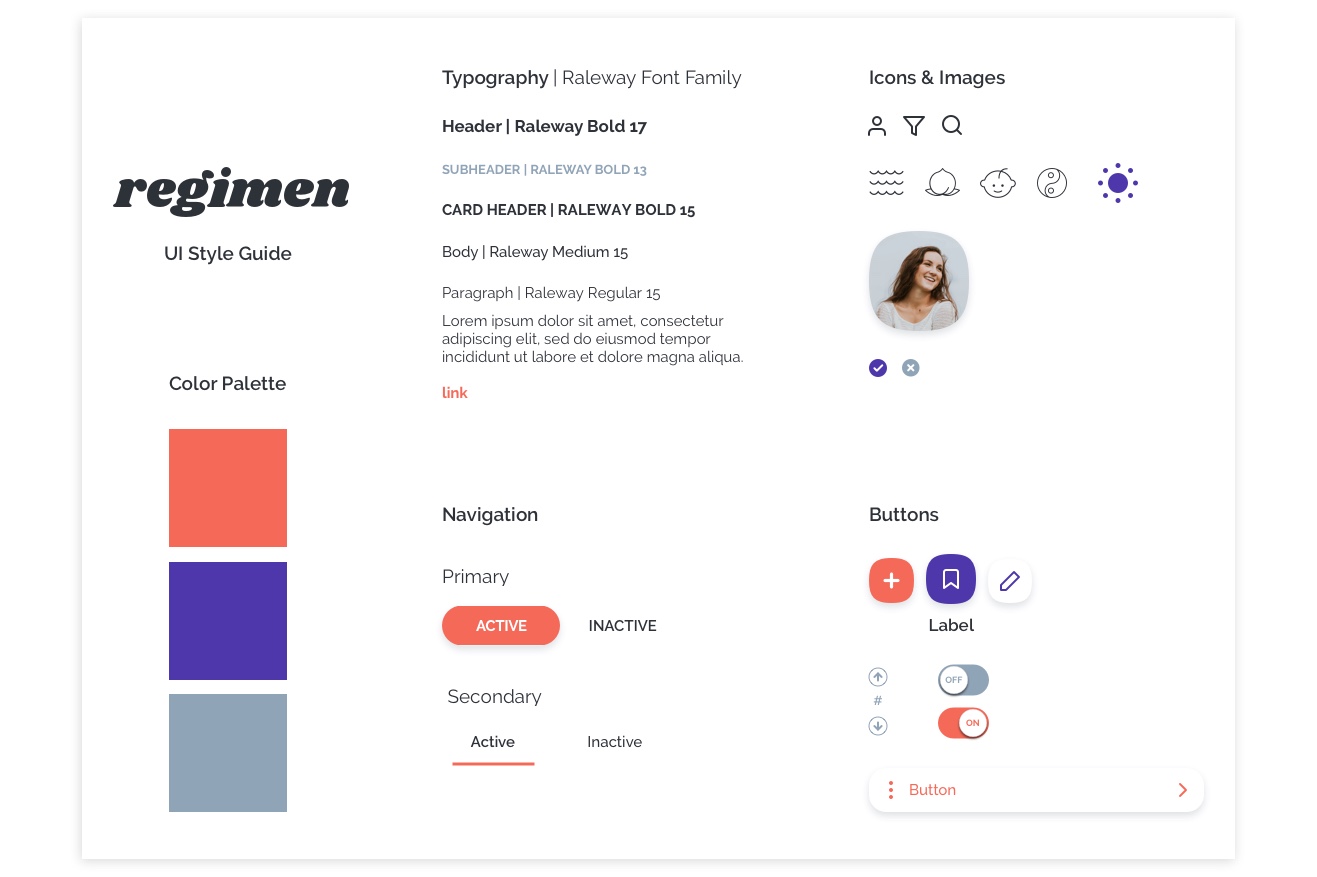 regimen
UI Style Guide
Color Palette
Typography | Raleway Font Family
Header | Raleway Bold 17
SUBHEADER | RALEWAY BOLD 13
CARD HEADER | RALEWAY BOLD 15
Body | Raleway Medium 15
Paragraph | Raleway Regular 15
Lorem ipsum dolor sit amet, consectetur
adipiscing elit, sed do eiusmod tempor
incididunt ut labore et dolore magna aliqua.
link
Icons & Images
Navigation
Primary
ACTIVE INACTIVE
Secondary
Active Inactive
Buttons
Label
#
OFF
ON
Button